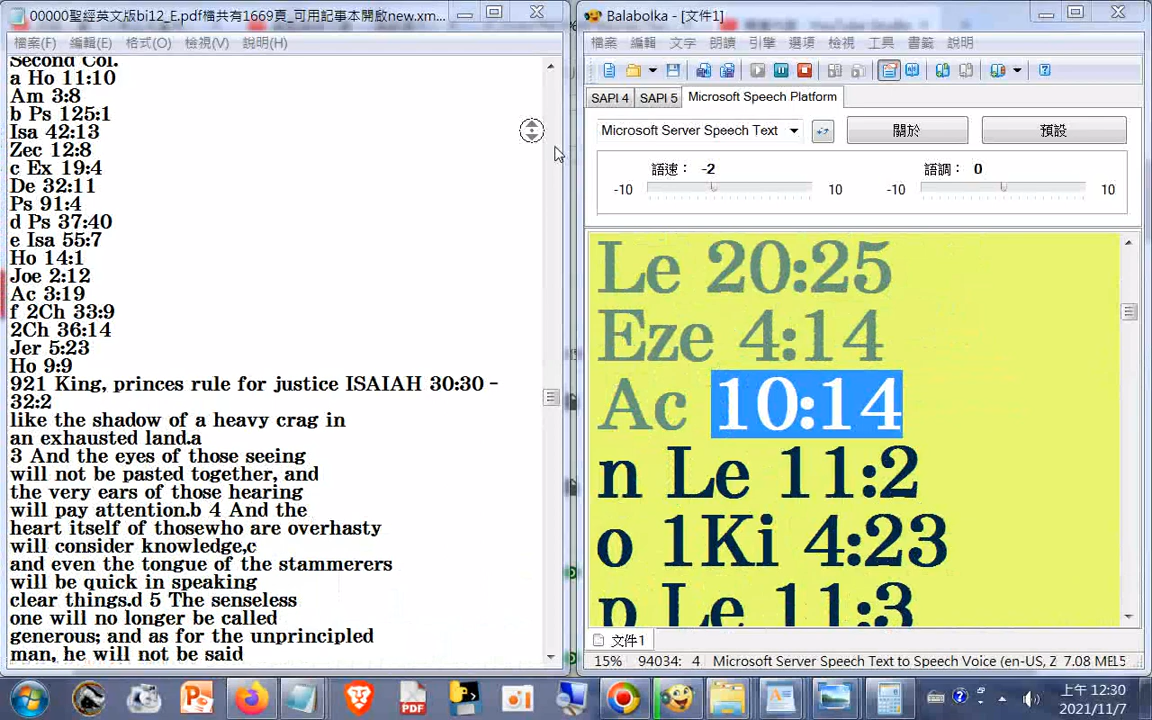 00000聖經英文版bi12_E.pdf檔共有1669頁_可用記事本開啟new.xm...
檔案(F) 編輯(E) 格式(O) 檢視(V) 說明(H)
Second Col.
a Ho 11:10
Am 3:8
b Ps 125:1
Isa 42:13
Zec 12:8
c Ex 19:4
De 32:11
Ps 91:4
d Ps 37:40
e Isa 55:7
Ho 14:1
Joe 2:12
Ac 3:19
f 2Ch 33:9
2Ch 36:14
Jer 5:23
Ho 9:9
921 King, princes rule for justice ISAIAH 30:30 -
32:2
like the shadow of a heavy crag in
an exhausted land.a
3 And the eyes of those seeing
will not be pasted together, and
the very ears of those hearing
will pay attention.b 4 And the
heart itself of thosewho are overhasty
will consider knowledge,c
and even the tongue of the stammerers
will be quick in speaking
clear things.d 5 The senseless
one will no longer be called
generous; and as for the unprincipled
man, he will not be said
Balabolka - [文件1]
檔案 編輯 文字 朗讀 引擎 選項 檢視 工具 書籤 說明
SAPI 4 SAPI 5 Microsoft Speech Platform
Microsoft Server Speech Text 關於 預設
語速： -2 語調： 0
-10 10 -10 10
Le 20:25
Eze 4:14
Ac 10:14
n Le 11:2
o 1Ki 4:23
p Le 11:3
文件1
15% 94034: 4 Microsoft Server Speech Text to Speech Voice (en-US, Z 7.08 МБ15%
PDF
上午 12:30
2021/11/7